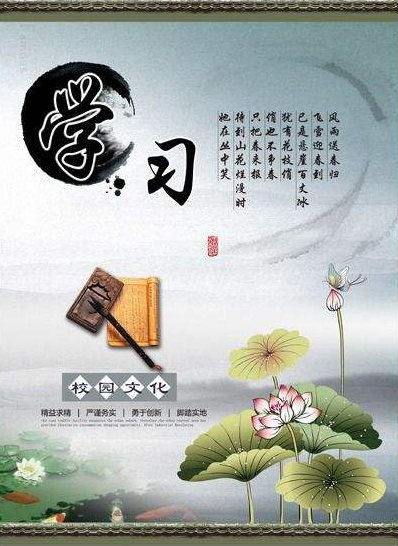 学习
风雨送春归
飞雪迎春到
已是悬崖百丈冰
犹有花枝俏
俏也不争春
只把春来报
待到山花烂漫时
她在丛中笑
校园文化
精益求精 | 严谨务实 | 勇于创新 | 脚踏实地